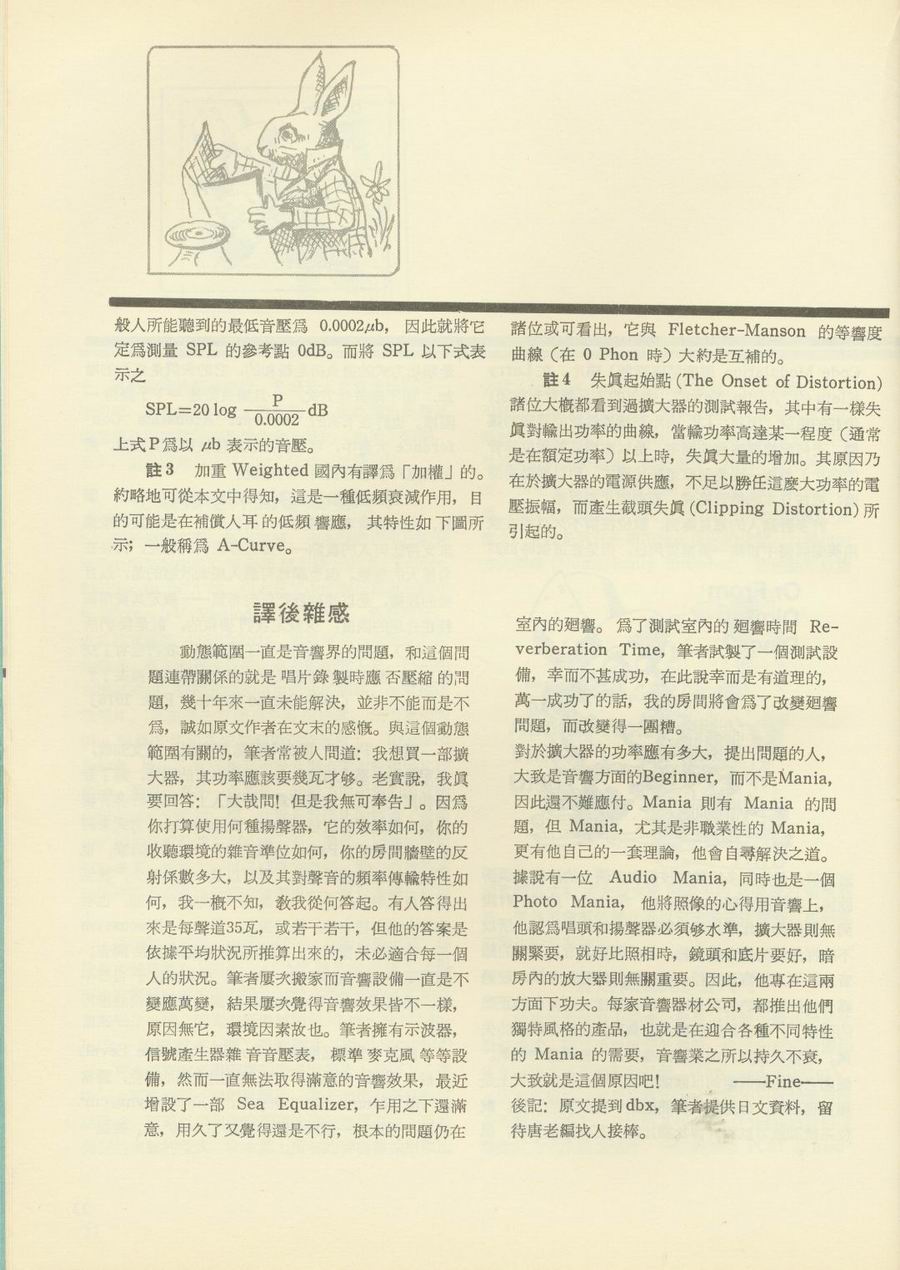 般人所能聽到的最低音壓爲 0.0002μb, 因此就將它
定爲測量 SPL 的參考點 0dB。而將 SPL 以下式表
示之
SPL=20 log P/0.0002 dB
上式P爲以 μb 表示的音壓。
註3 加重 Weighted 國內有譯爲「加權」的。
約略地可從本文中得知，這是一種低頻衰減作用，目
的可能是在補償人耳的低頻響應，其特性如下圖所
示；一般稱爲 A-Curve。
諸位或可看出，它與 Fletcher-Manson 的等響度
曲線（在 0 Phon 時）大約是互補的。
註4 失眞起始點 (The Onset of Distortion)
諸位大槪都看到過擴大器的測試報告，其中有一樣失
眞對輸出功率的曲線，當輸功率高達某一程度（通常
是在額定功率）以上時，失眞大量的增加。其原因乃
在於擴大器的電源供應，不足以勝任這麼大功率的電
壓振幅，而產生截頭失眞 (Clipping Distortion) 所
引起的。
譯後雜感
動態範圍一直是音響界的問題，和這個問
題連帶關係的就是唱片錄製時應否壓縮的問
題，幾十年來一直未能解決，並非不能而是不
爲，誠如原文作者在文末的感慨。與這個動態
範圍有關的，筆者常被人問道：我想買一部擴
大器，其功率應該要幾瓦才够。老實說，我眞
要回答：「大哉問！但是我無可奉告」。因爲
你打算使用何種揚聲器，它的效率如何，你的
收聽環境的雜音準位如何，你的房間牆壁的反
射係數多大，以及其對聲音的頻率傳輸特性如
何，我一槪不知，敎我從何答起。有人答得出
來是每聲道35瓦，或若干若干，但他的答案是
依據平均狀況所推算出來的，未必適合每一個
人的狀況。筆者屢次搬家而音響設備一直是不
變應萬變，結果屢次覺得音響效果皆不一樣，
原因無它，環境因素故也。筆者擁有示波器，
信號產生器雜音音壓表，標準麥克風等等設
備，然而一直無法取得滿意的音響效果，最近
增設了一部 Sea Equalizer, 乍用之下還滿
意，用久了又覺得還是不行，根本的問題仍在
室內的廻響。爲了測試室內的廻響時間 Re-
verberation Time, 筆者試製了一個測試設
備，幸而不甚成功，在此說幸而是有道理的，
萬一成功了的話，我的房間將會爲了改變廻響
問題，而改變得一團糟。
對於擴大器的功率應有多大，提出問題的人，
大致是音響方面的Beginner，而不是Mania，
因此還不難應付。Mania 則有 Mania 的問
題，但 Mania，尤其是非職業性的 Mania，
更有他自己的一套理論，他會自尋解決之道。
據說有一位 Audio Mania，同時也是一個
Photo Mania，他將照像的心得用音響上，
他認爲唱頭和揚聲器必須够水準，擴大器則無
關緊要，就好比照相時，鏡頭和底片要好，暗
房內的放大器則無關重要。因此，他專在這兩
方面下功夫。每家音響器材公司，都推出他們
獨特風格的產品，也就是在迎合各種不同特性
的 Mania 的需要，音響業之所以持久不衰，
大致就是這個原因吧！ ——Fine——
後記：原文提到dbx，筆者提供日文資料，留
待唐老編找人接棒。